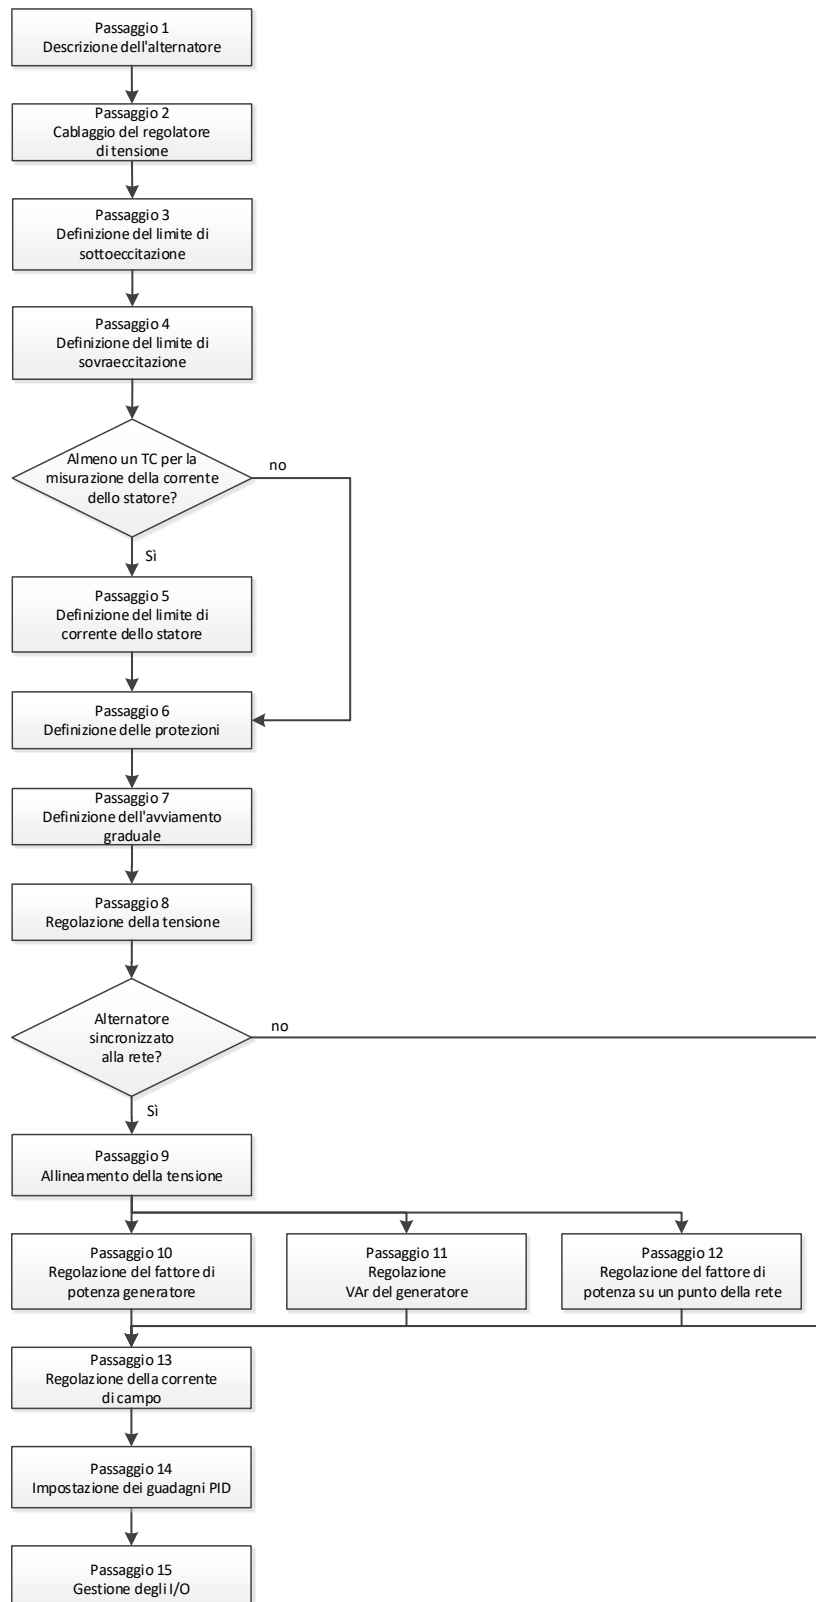 Passaggio 1
Descrizione dell'alternatore
Passaggio 2
Cablaggio del regolatore
di tensione
Passaggio 3
Definizione del limite di
sottoeccitazione
Passaggio 4
Definizione del limite di
sovraeccitazione
Almeno un TC per la
misurazione della corrente
dello statore?
no
Sì
Passaggio 5
Definizione del limite di
corrente dello statore
Passaggio 6
Definizione delle protezioni
Passaggio 7
Definizione dell'avviamento
graduale
Passaggio 8
Regolazione della tensione
Alternatore
sincronizzato
alla rete?
no
Sì
Passaggio 9
Allineamento della tensione
Passaggio 10
Regolazione del fattore di
potenza generatore
Passaggio 11
Regolazione
VAr del generatore
Passaggio 12
Regolazione del fattore di
potenza su un punto della rete
Passaggio 13
Regolazione della corrente
di campo
Passaggio 14
Impostazione dei guadagni PID
Passaggio 15
Gestione degli I/O